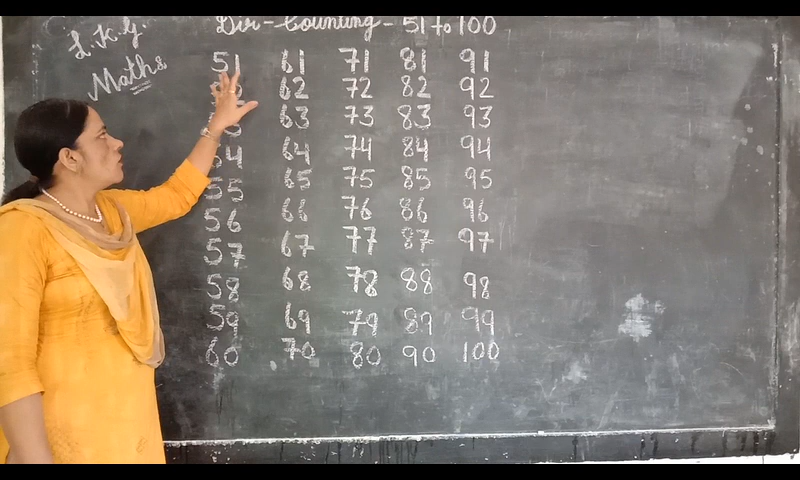 L.K.G. Dir - Counting - 51 to 100
Maths
51 61 71 81 91
62 72 82 92
63 73 83 93
54 64 74 84 94
55 65 75 85 95
56 66 76 86 96
57 67 77 87 97
58 68 78 88 98
59 69 79 89 99
60 70 80 90 100